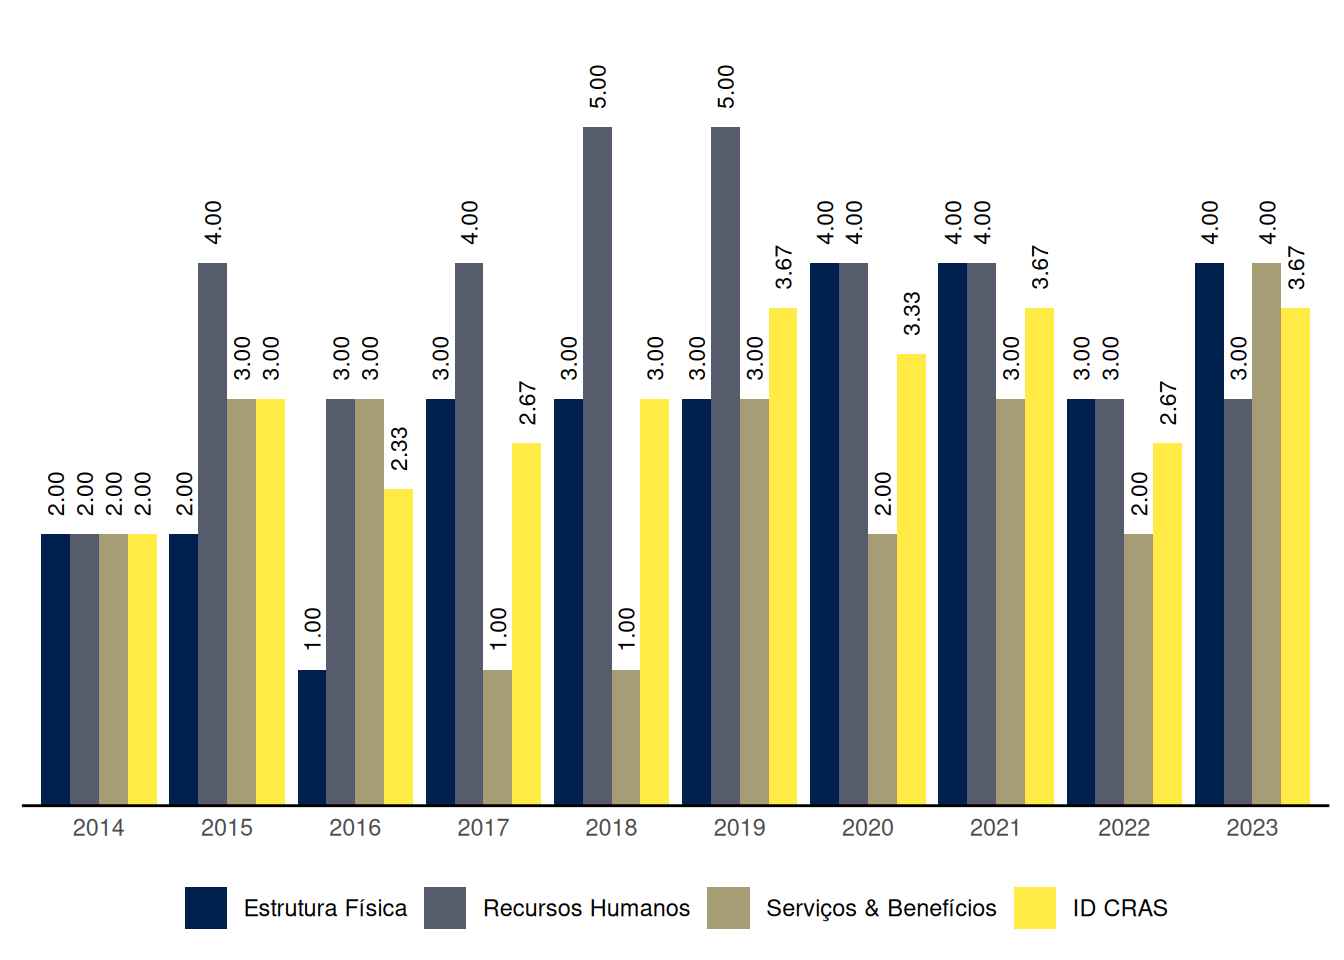 5.00 5.00
4.00 4.00 4.00 4.00 4.00 4.00 4.00 4.00
3.67 3.67 3.67
3.33
3.00 3.00 3.00 3.00 3.00 3.00 3.00 3.00 3.00 3.00 3.00 3.00 3.00
2.67 2.67
2.33
2.00 2.00 2.00 2.00 2.00 2.00 2.00
1.00 1.00 1.00
2014 2015 2016 2017 2018 2019 2020 2021 2022 2023
Estrutura Física Recursos Humanos Serviços & Benefícios ID CRAS